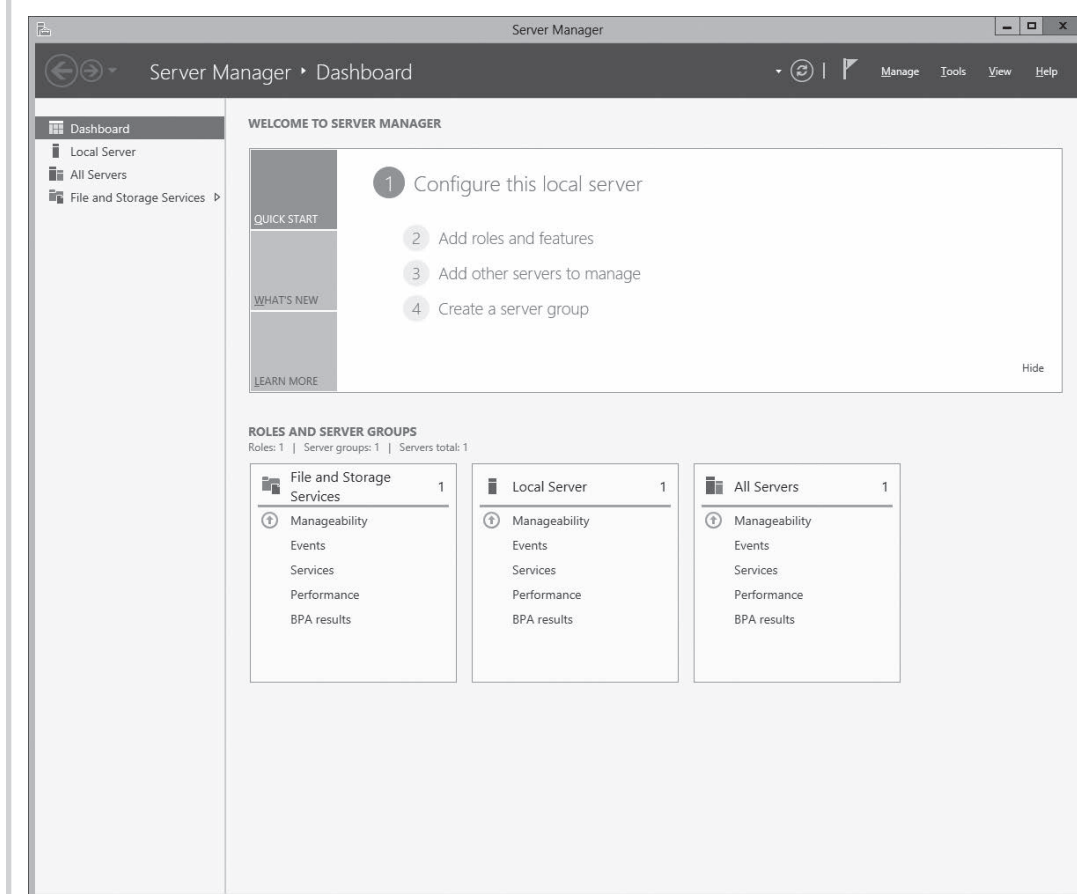 Server Manager
Server Manager ‣ Dashboard
Manage Tools View Help
Dashboard
Local Server
All Servers
File and Storage Services
WELCOME TO SERVER MANAGER
QUICK START
WHAT'S NEW
LEARN MORE
1 Configure this local server
2 Add roles and features
3 Add other servers to manage
4 Create a server group
Hide
ROLES AND SERVER GROUPS
Roles: 1 | Server groups: 1 | Servers total: 1
File and Storage
Services 1
Manageability
Events
Services
Performance
BPA results
Local Server 1
Manageability
Events
Services
Performance
BPA results
All Servers 1
Manageability
Events
Services
Performance
BPA results